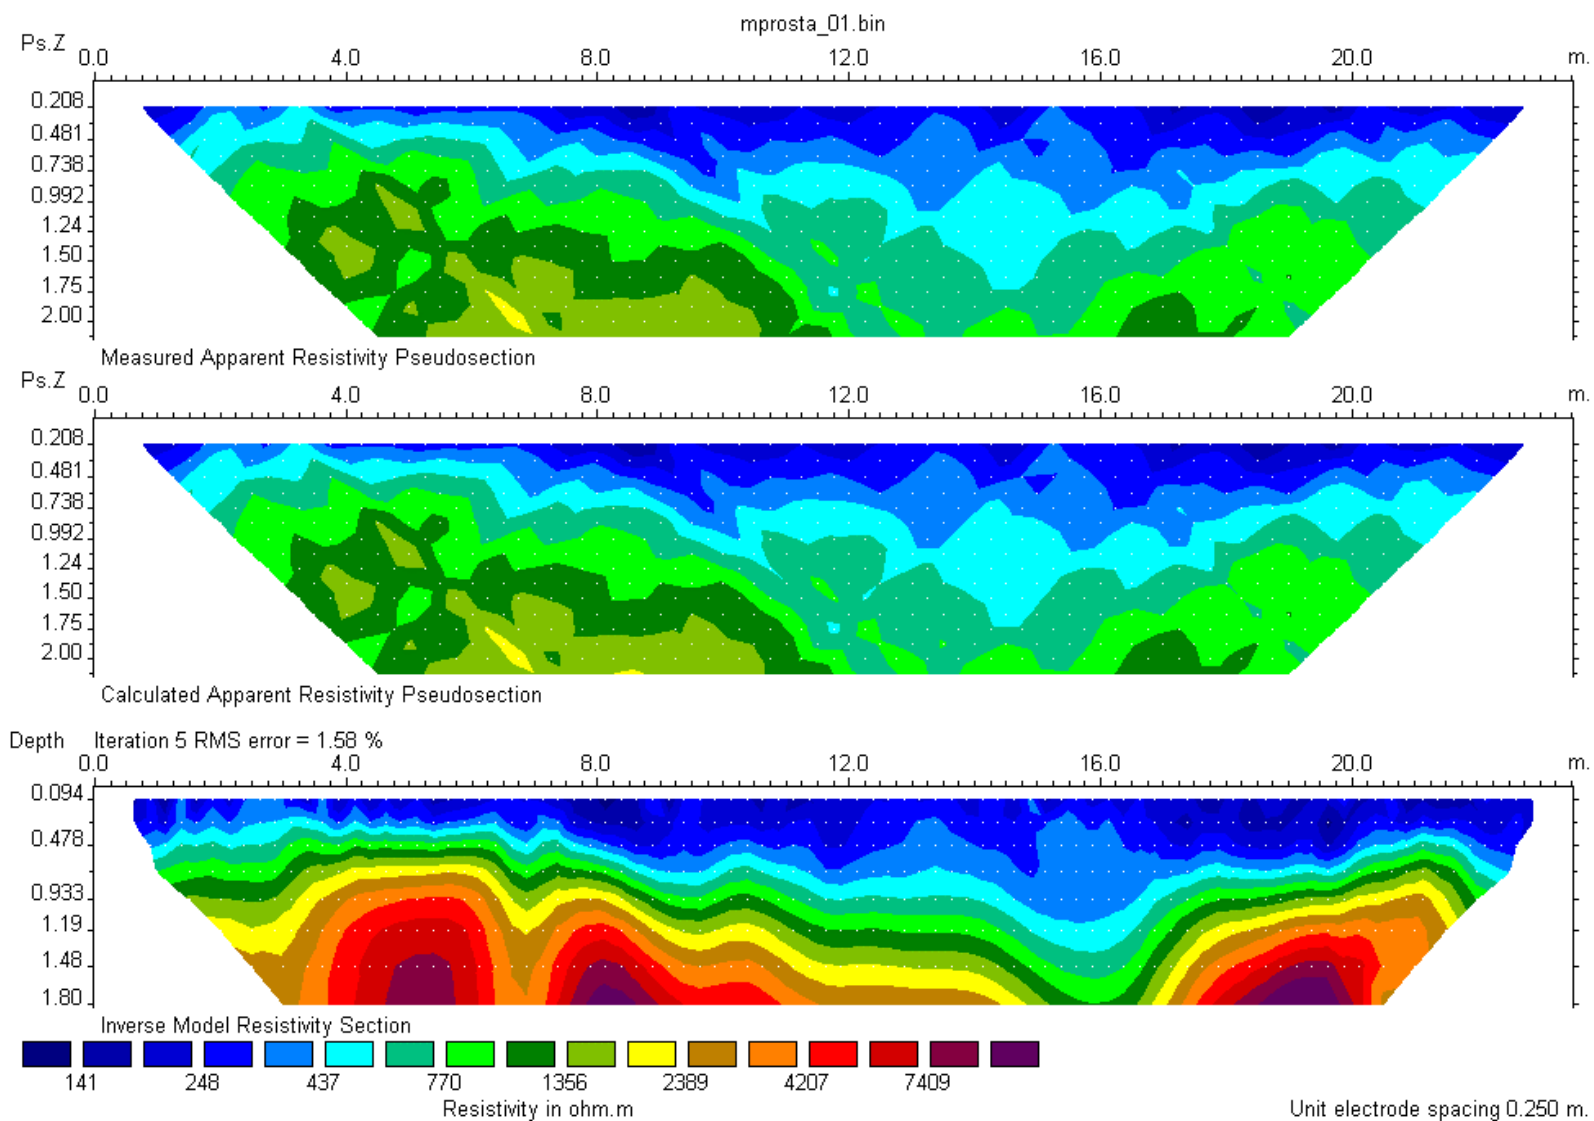 mprosta_01.bin
Ps.Z
0.0 4.0 8.0 12.0 16.0 20.0 m.
0.208
0.481
0.738
0.992
1.24
1.50
1.75
2.00
Measured Apparent Resistivity Pseudosection
Ps.Z
0.0 4.0 8.0 12.0 16.0 20.0 m.
0.208
0.481
0.738
0.992
1.24
1.50
1.75
2.00
Calculated Apparent Resistivity Pseudosection
Depth Iteration 5 RMS error = 1.58 %
0.0 4.0 8.0 12.0 16.0 20.0 m.
0.094
0.478
0.933
1.19
1.48
1.80
Inverse Model Resistivity Section
141 248 437 770 1356 2389 4207 7409
Resistivity in ohm.m
Unit electrode spacing 0.250 m.